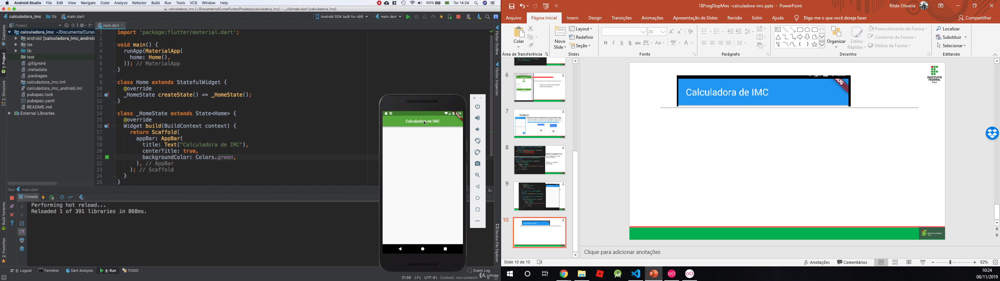 Android Studio File Edit View Navigate Code Analyze Refactor Build Run Tools VCS Window Help
100% Ter 14:24
calculadora_imc [~/Documents/CursoFlutter/Projetos/calculadora_imc] - .../lib/main.dart [calculadora_imc]
calculadora_imc lib main.dart
Android SDK built for x86 main.dart
Project
main.dart
calculadora_imc ~/Documents/Curso
android [calculadora_imc_androic
ios
lib
test
.gitignore
.metadata
.packages
calculadora_imc.iml
calculadora_imc_android.iml
pubspec.lock
pubspec.yaml
README.md
External Libraries
Captures
1: Project
Z: Structure
Build Variants
2: Favorites
1 import 'package:flutter/material.dart';
2
3 void main() {
4 runApp(MaterialApp(
5 home: Home(),
6 )); // MaterialApp
7 }
8
9 class Home extends StatefulWidget {
10 @override
11 _HomeState createState() => _HomeState();
12 }
13
14 class _HomeState extends State<Home> {
15 @override
16 Widget build(BuildContext context) {
17 return Scaffold(
18 appBar: AppBar(
19 title: Text("Calculadora de IMC"),
20 centerTitle: true,
21 backgroundColor: Colors.green,
22 ), // AppBar
23 ); // Scaffold
24 }
25 }
Flutter Outline
Flutter Inspector
Device File Explorer
Calculadora de IMC
Run main.dart
Console
Performing hot reload...
Reloaded 1 of 391 libraries in 868ms.
6: Logcat Terminal Dart Analysis 4: Run TODO
Event Log
21:38 LF UTF-8 Context: <no context>
Udemy
18ProgDispMov -calculadora-imc.pptx - PowerPoint
Rildo Oliveira
Arquivo Página Inicial Inserir Design Transições Animações Apresentação de Slides Revisão Exibir Ajuda Diga-me o que você deseja fazer
Compartilhar
Colar
Área de Transferência
Novo Slide
Layout
Redefinir
Seção
Slides
24
N I S S abc AV Aa
Fonte
Parágrafo
Organizar
Estilos Rápidos
Preenchimento da Forma
Contorno da Forma
Efeitos de Forma
Desenho
Localizar
Substituir
Selecionar
Editando
6
7
Scafford
8
9
10
Calculadora de IMC
INSTITUTO
FEDERAL
Piauí
Calculadora de IMC
INSTITUTO FEDERAL
Piauí
Clique para adicionar anotações
Slide 10 de 10
Anotações Comentários
82%
10:24
08/11/2019